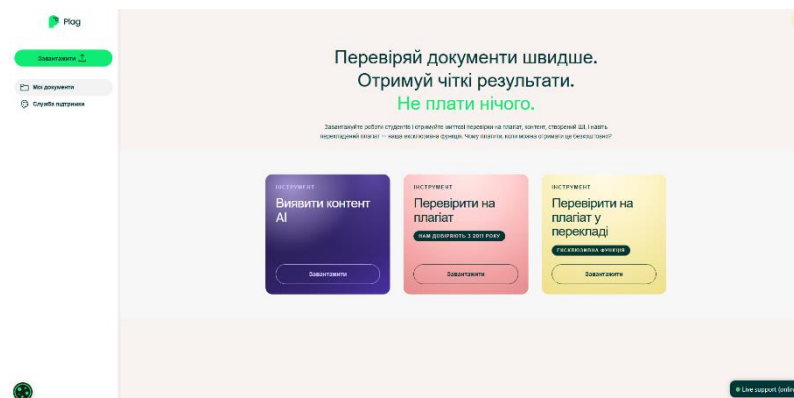 Plag
Завантажити
Мої документи
Служба підтримки
Перевіряй документи швидше.
Отримуй чіткі результати.
Не плати нічого.
Завантажуйте роботи студентів і отримуйте миттєві перевірки на плагіат, контент, створений ШІ, і навіть
перекладений плагіат — наша ексклюзивна функція. Чому платити, коли можна отримати це безкоштовно?
ІНСТРУМЕНТ
Виявити контент
AI
Завантажити
ІНСТРУМЕНТ
Перевірити на
плагіат
НАМ ДОВІРЯЮТЬ З 2011 РОКУ
Завантажити
ІНСТРУМЕНТ
Перевірити на
плагіат у
перекладі
ЕКСКЛЮЗИВНА ФУНКЦІЯ
Завантажити
Live support (onlin